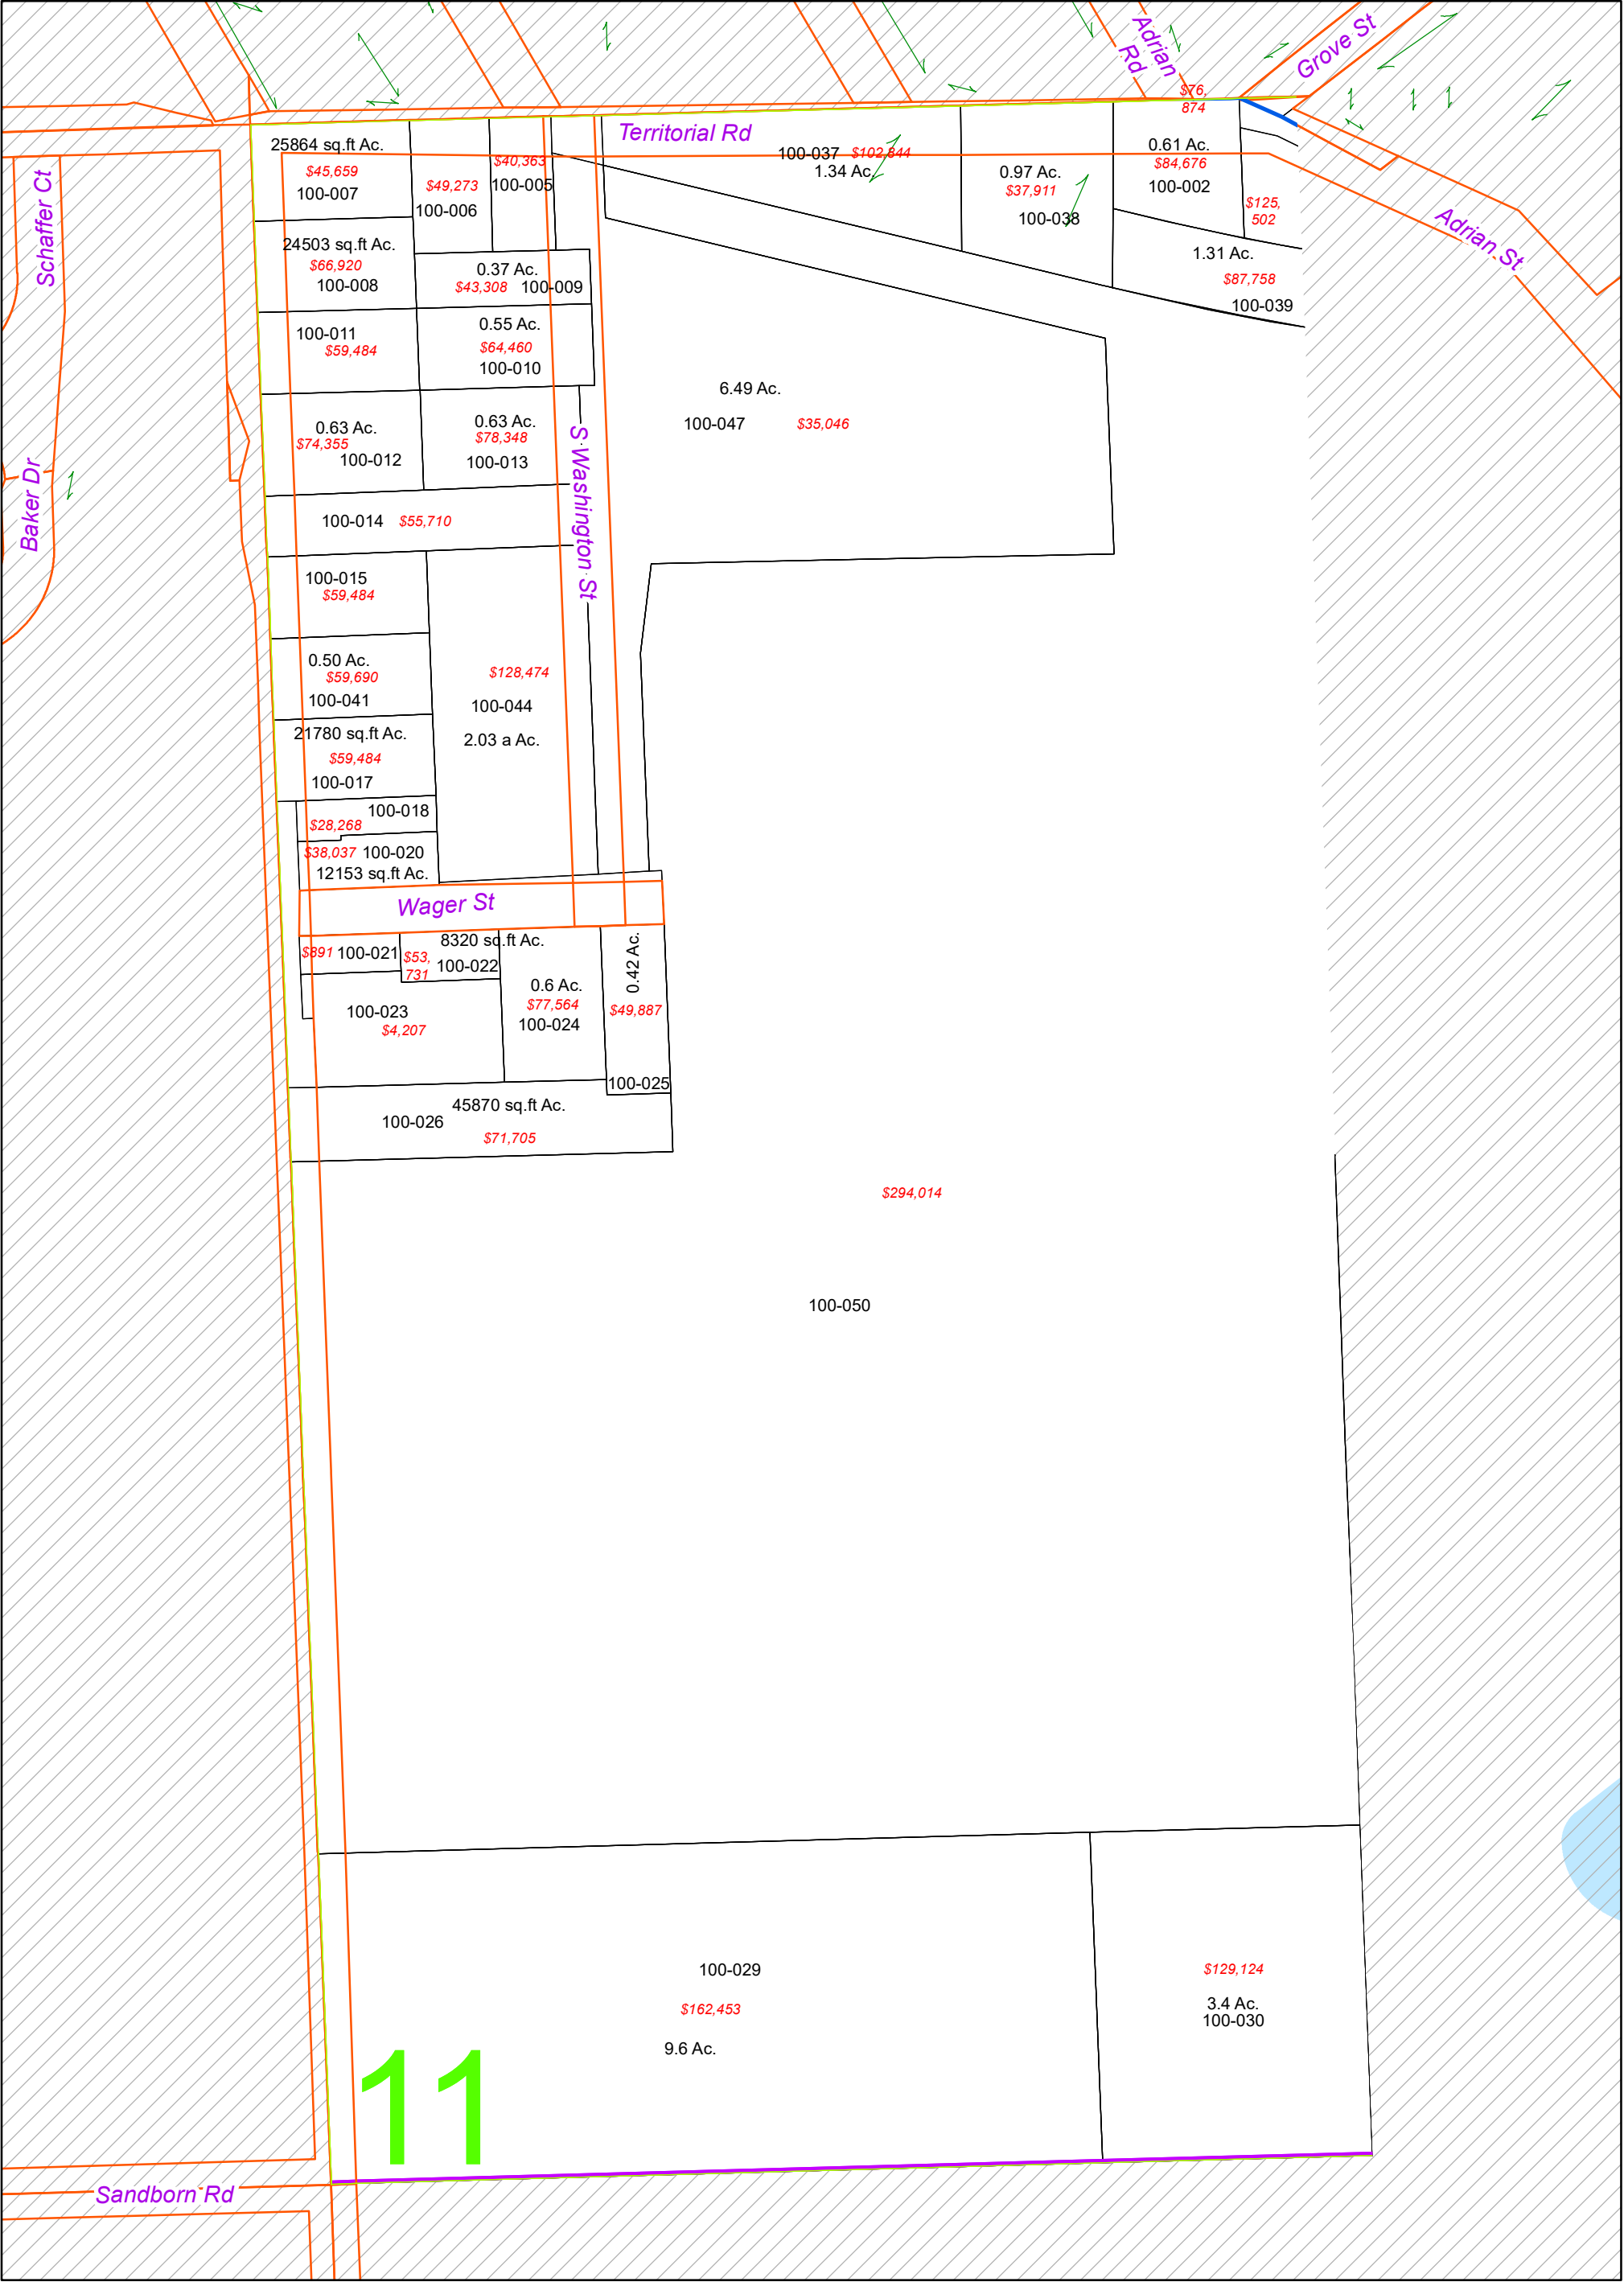 Adrian
Rd
Grove St
$76,
874
Territorial Rd
25864 sq.ft Ac.
$45,659
100-007
$49,273
100-006
$40,363
100-005
100-037 $102,844
1.34 Ac.
0.97 Ac.
$37,911
100-038
0.61 Ac.
$84,676
100-002
$125,
502
Adrian St
Schaffer Ct
24503 sq.ft Ac.
$66,920
100-008
0.37 Ac.
$43,308 100-009
1.31 Ac.
$87,758
100-039
100-011
$59,484
0.55 Ac.
$64,460
100-010
6.49 Ac.
100-047 $35,046
0.63 Ac.
$74,355
100-012
0.63 Ac.
$78,348
100-013
S Washington St
Baker Dr
100-014 $55,710
100-015
$59,484
0.50 Ac.
$59,690
100-041
$128,474
100-044
2.03 a Ac.
21780 sq.ft Ac.
$59,484
100-017
100-018
$28,268
$38,037 100-020
12153 sq.ft Ac.
Wager St
$891 100-021
8320 sq.ft Ac.
$53,
731
100-022
0.42 Ac.
$49,887
100-025
0.6 Ac.
$77,564
100-024
100-023
$4,207
45870 sq.ft Ac.
100-026
$71,705
$294,014
100-050
100-029
$162,453
9.6 Ac.
$129,124
3.4 Ac.
100-030
11
Sandborn Rd